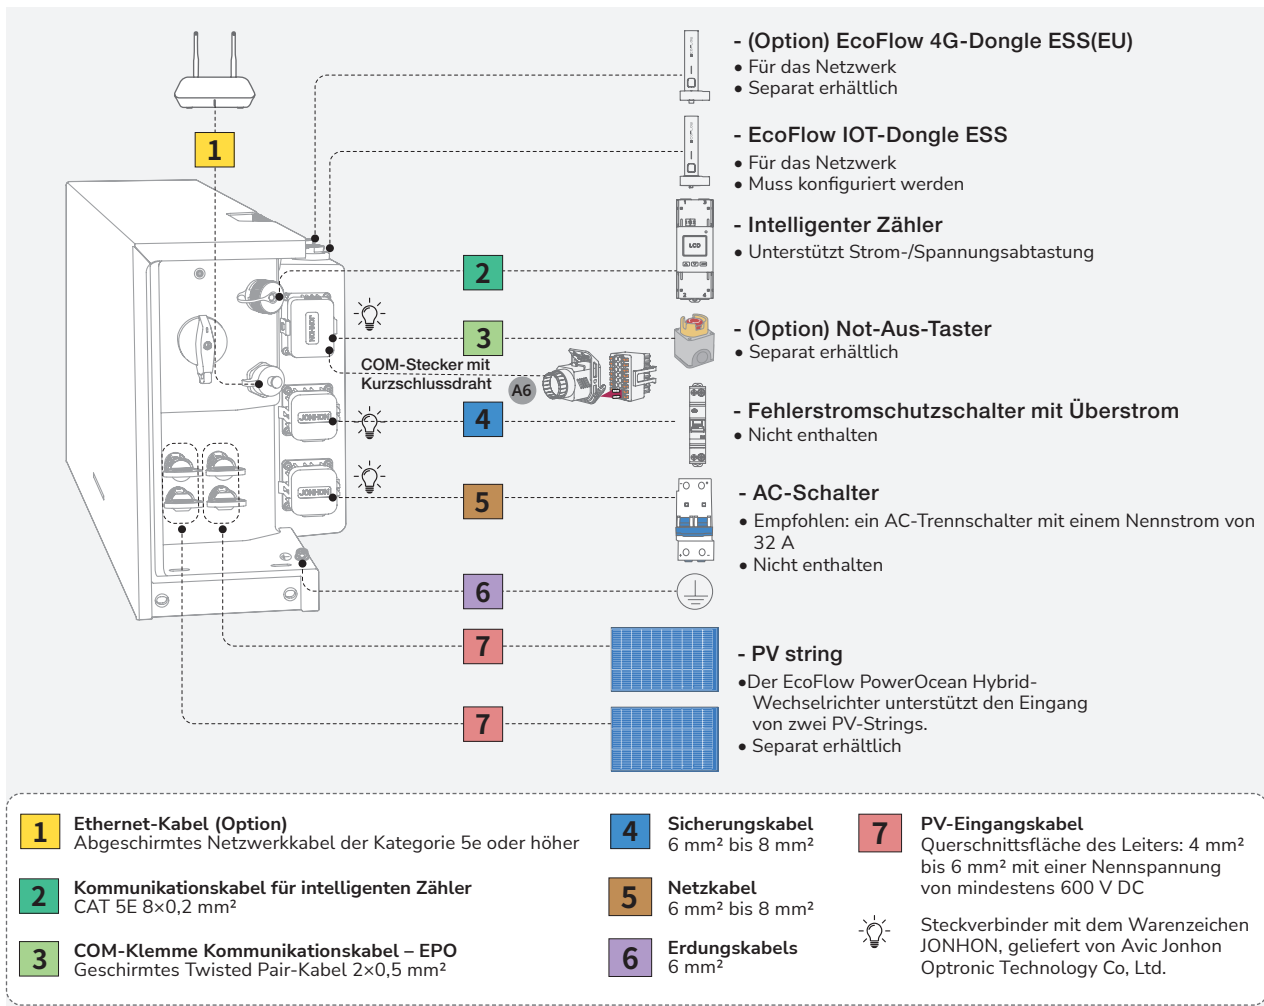 - (Option) EcoFlow 4G-Dongle ESS(EU)
• Für das Netzwerk
• Separat erhältlich
1
- EcoFlow IOT-Dongle ESS
• Für das Netzwerk
• Muss konfiguriert werden
LCD
- Intelligenter Zähler
• Unterstützt Strom-/Spannungsabtastung
2
JONHON
3
- (Option) Not-Aus-Taster
• Separat erhältlich
COM-Stecker mit
Kurzschlussdraht
A6
JONHON
4
- Fehlerstromschutzschalter mit Überstrom
• Nicht enthalten
JONHON
5
- AC-Schalter
• Empfohlen: ein AC-Trennschalter mit einem Nennstrom von
32 A
• Nicht enthalten
6
7
- PV string
•Der EcoFlow PowerOcean Hybrid-
Wechselrichter unterstützt den Eingang
von zwei PV-Strings.
• Separat erhältlich
7
1
Ethernet-Kabel (Option)
Abgeschirmtes Netzwerkkabel der Kategorie 5e oder höher
2
Kommunikationskabel für intelligenten Zähler
CAT 5E 8×0,2 mm²
3
COM-Klemme Kommunikationskabel – EPO
Geschirmtes Twisted Pair-Kabel 2×0,5 mm²
4
Sicherungskabel
6 mm² bis 8 mm²
5
Netzkabel
6 mm² bis 8 mm²
6
Erdungskabels
6 mm²
7
PV-Eingangskabel
Querschnittsfläche des Leiters: 4 mm²
bis 6 mm² mit einer Nennspannung
von mindestens 600 V DC
Steckverbinder mit dem Warenzeichen
JONHON, geliefert von Avic Jonhon
Optronic Technology Co, Ltd.